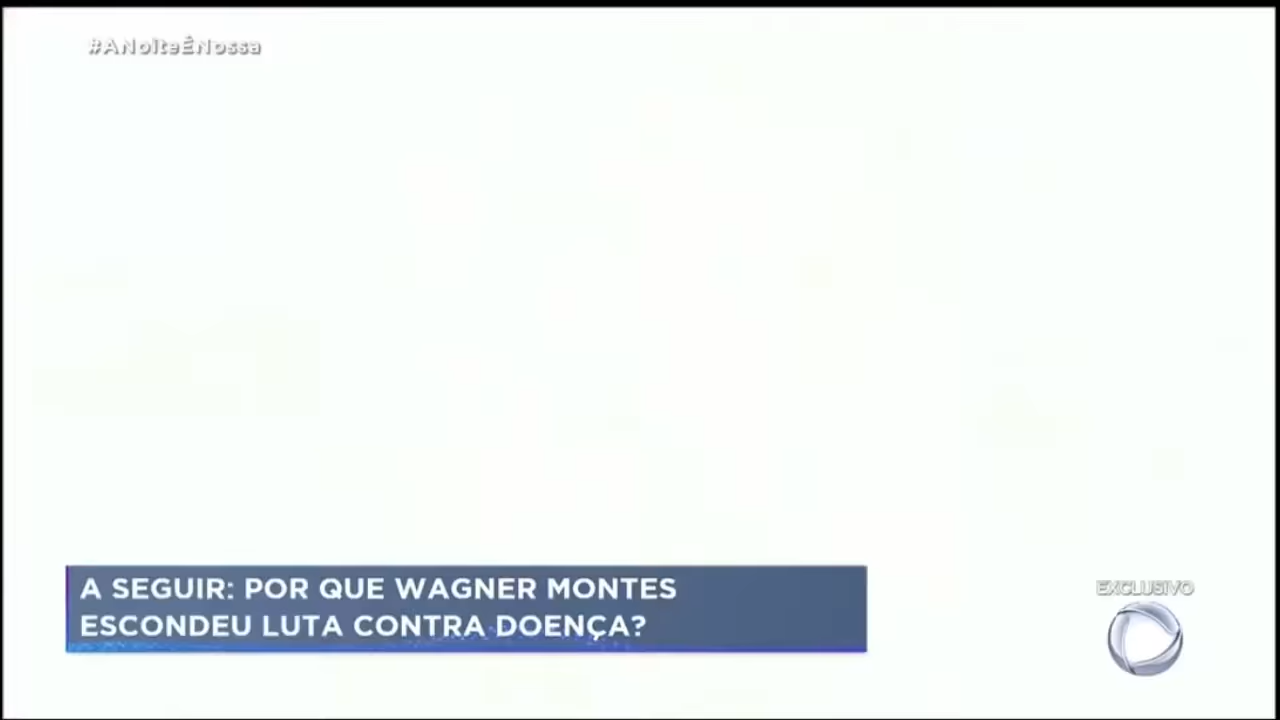 #ANoiteÉNossa
A SEGUIR: POR QUE WAGNER MONTES
ESCONDEU LUTA CONTRA DOENÇA?
EXCLUSIVO